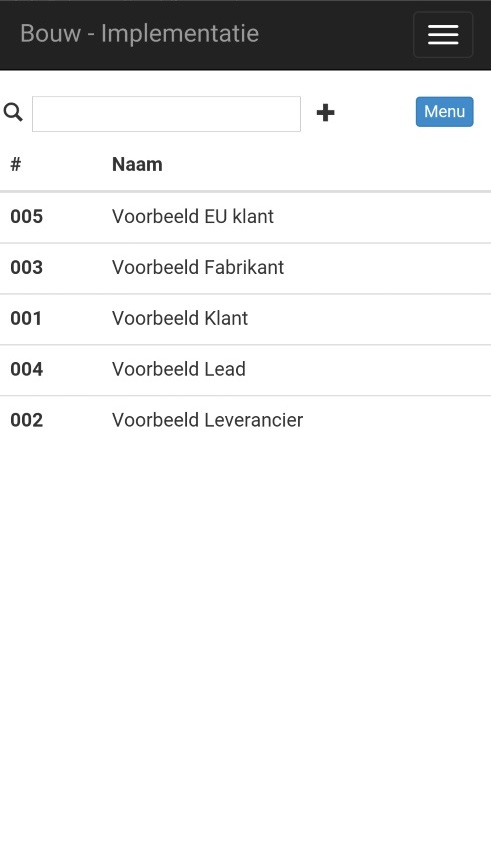 Bouw - Implementatie
Menu
# Naam
005 Voorbeeld EU klant
003 Voorbeeld Fabrikant
001 Voorbeeld Klant
004 Voorbeeld Lead
002 Voorbeeld Leverancier